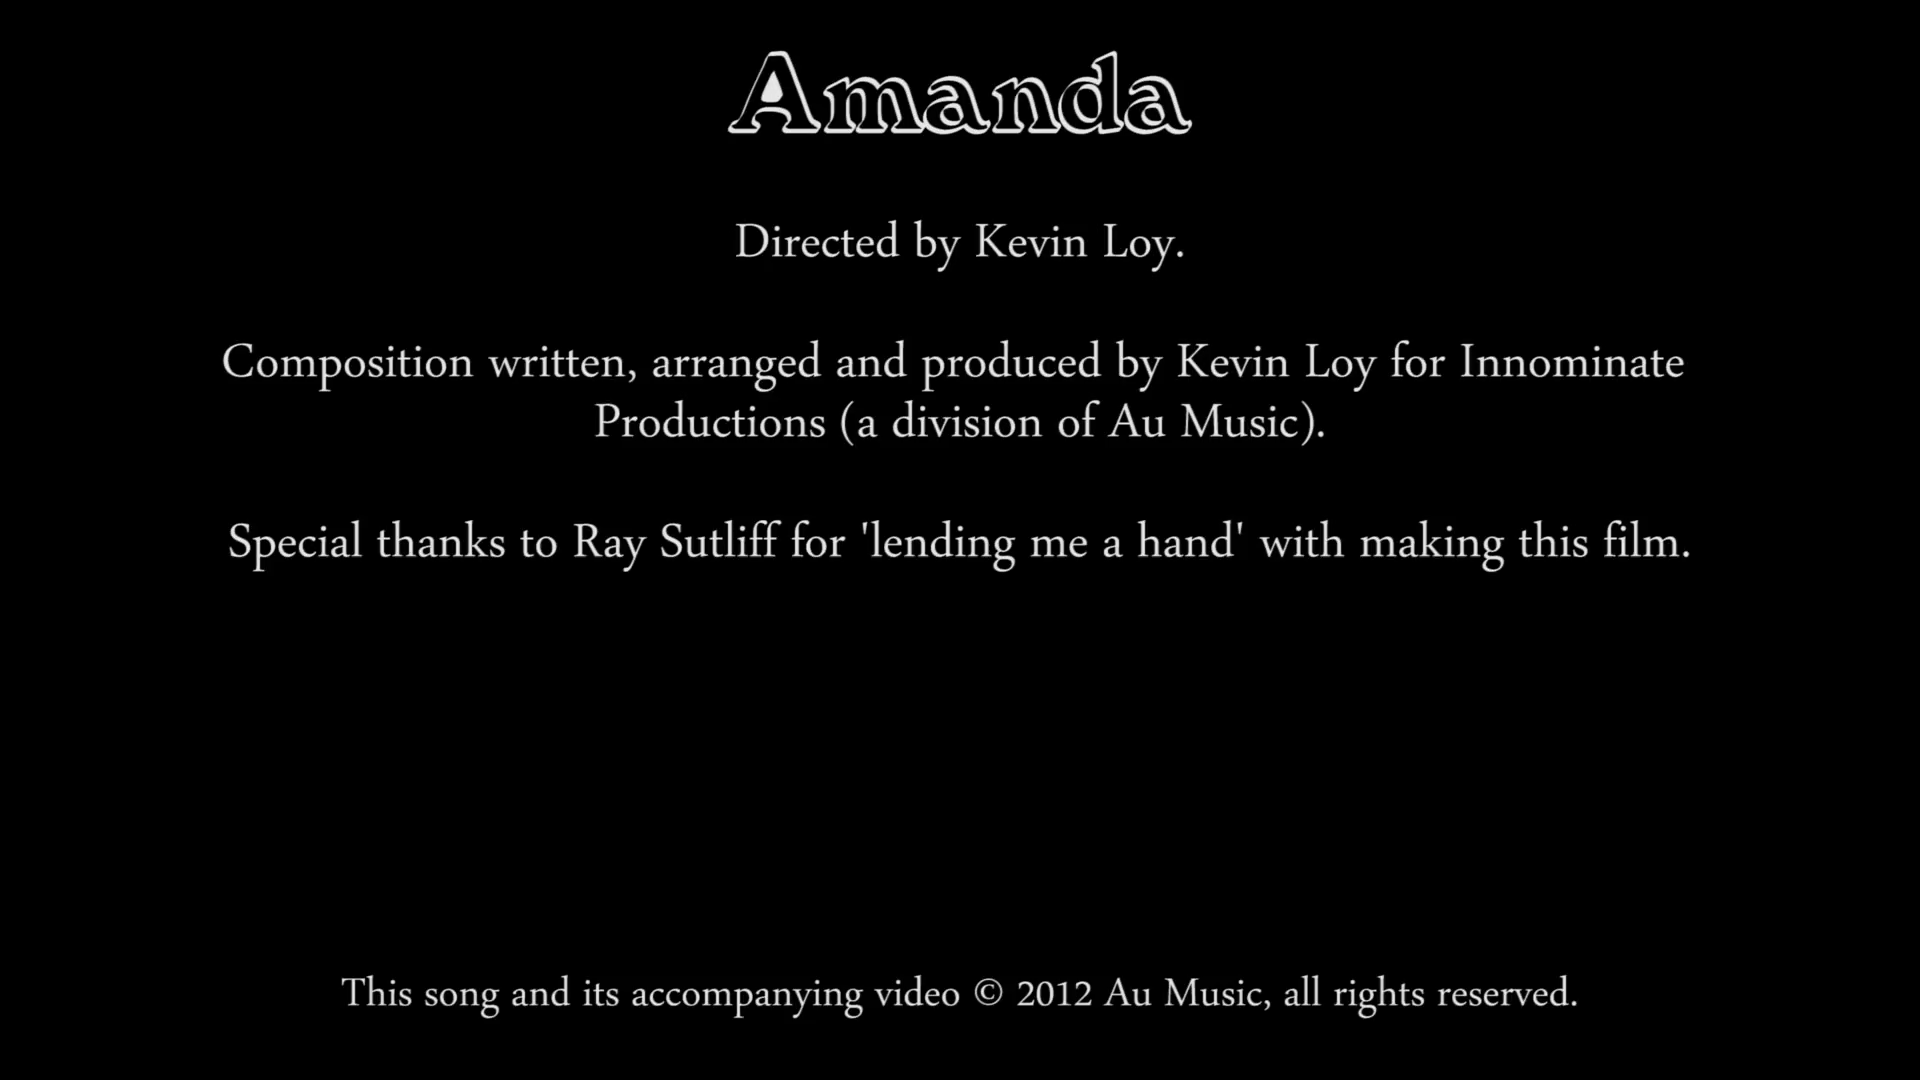 Amanda
Directed by Kevin Loy.
Composition written, arranged and produced by Kevin Loy for Innominate
Productions (a division of Au Music).
Special thanks to Ray Sutliff for 'lending me a hand' with making this film.
This song and its accompanying video © 2012 Au Music, all rights reserved.